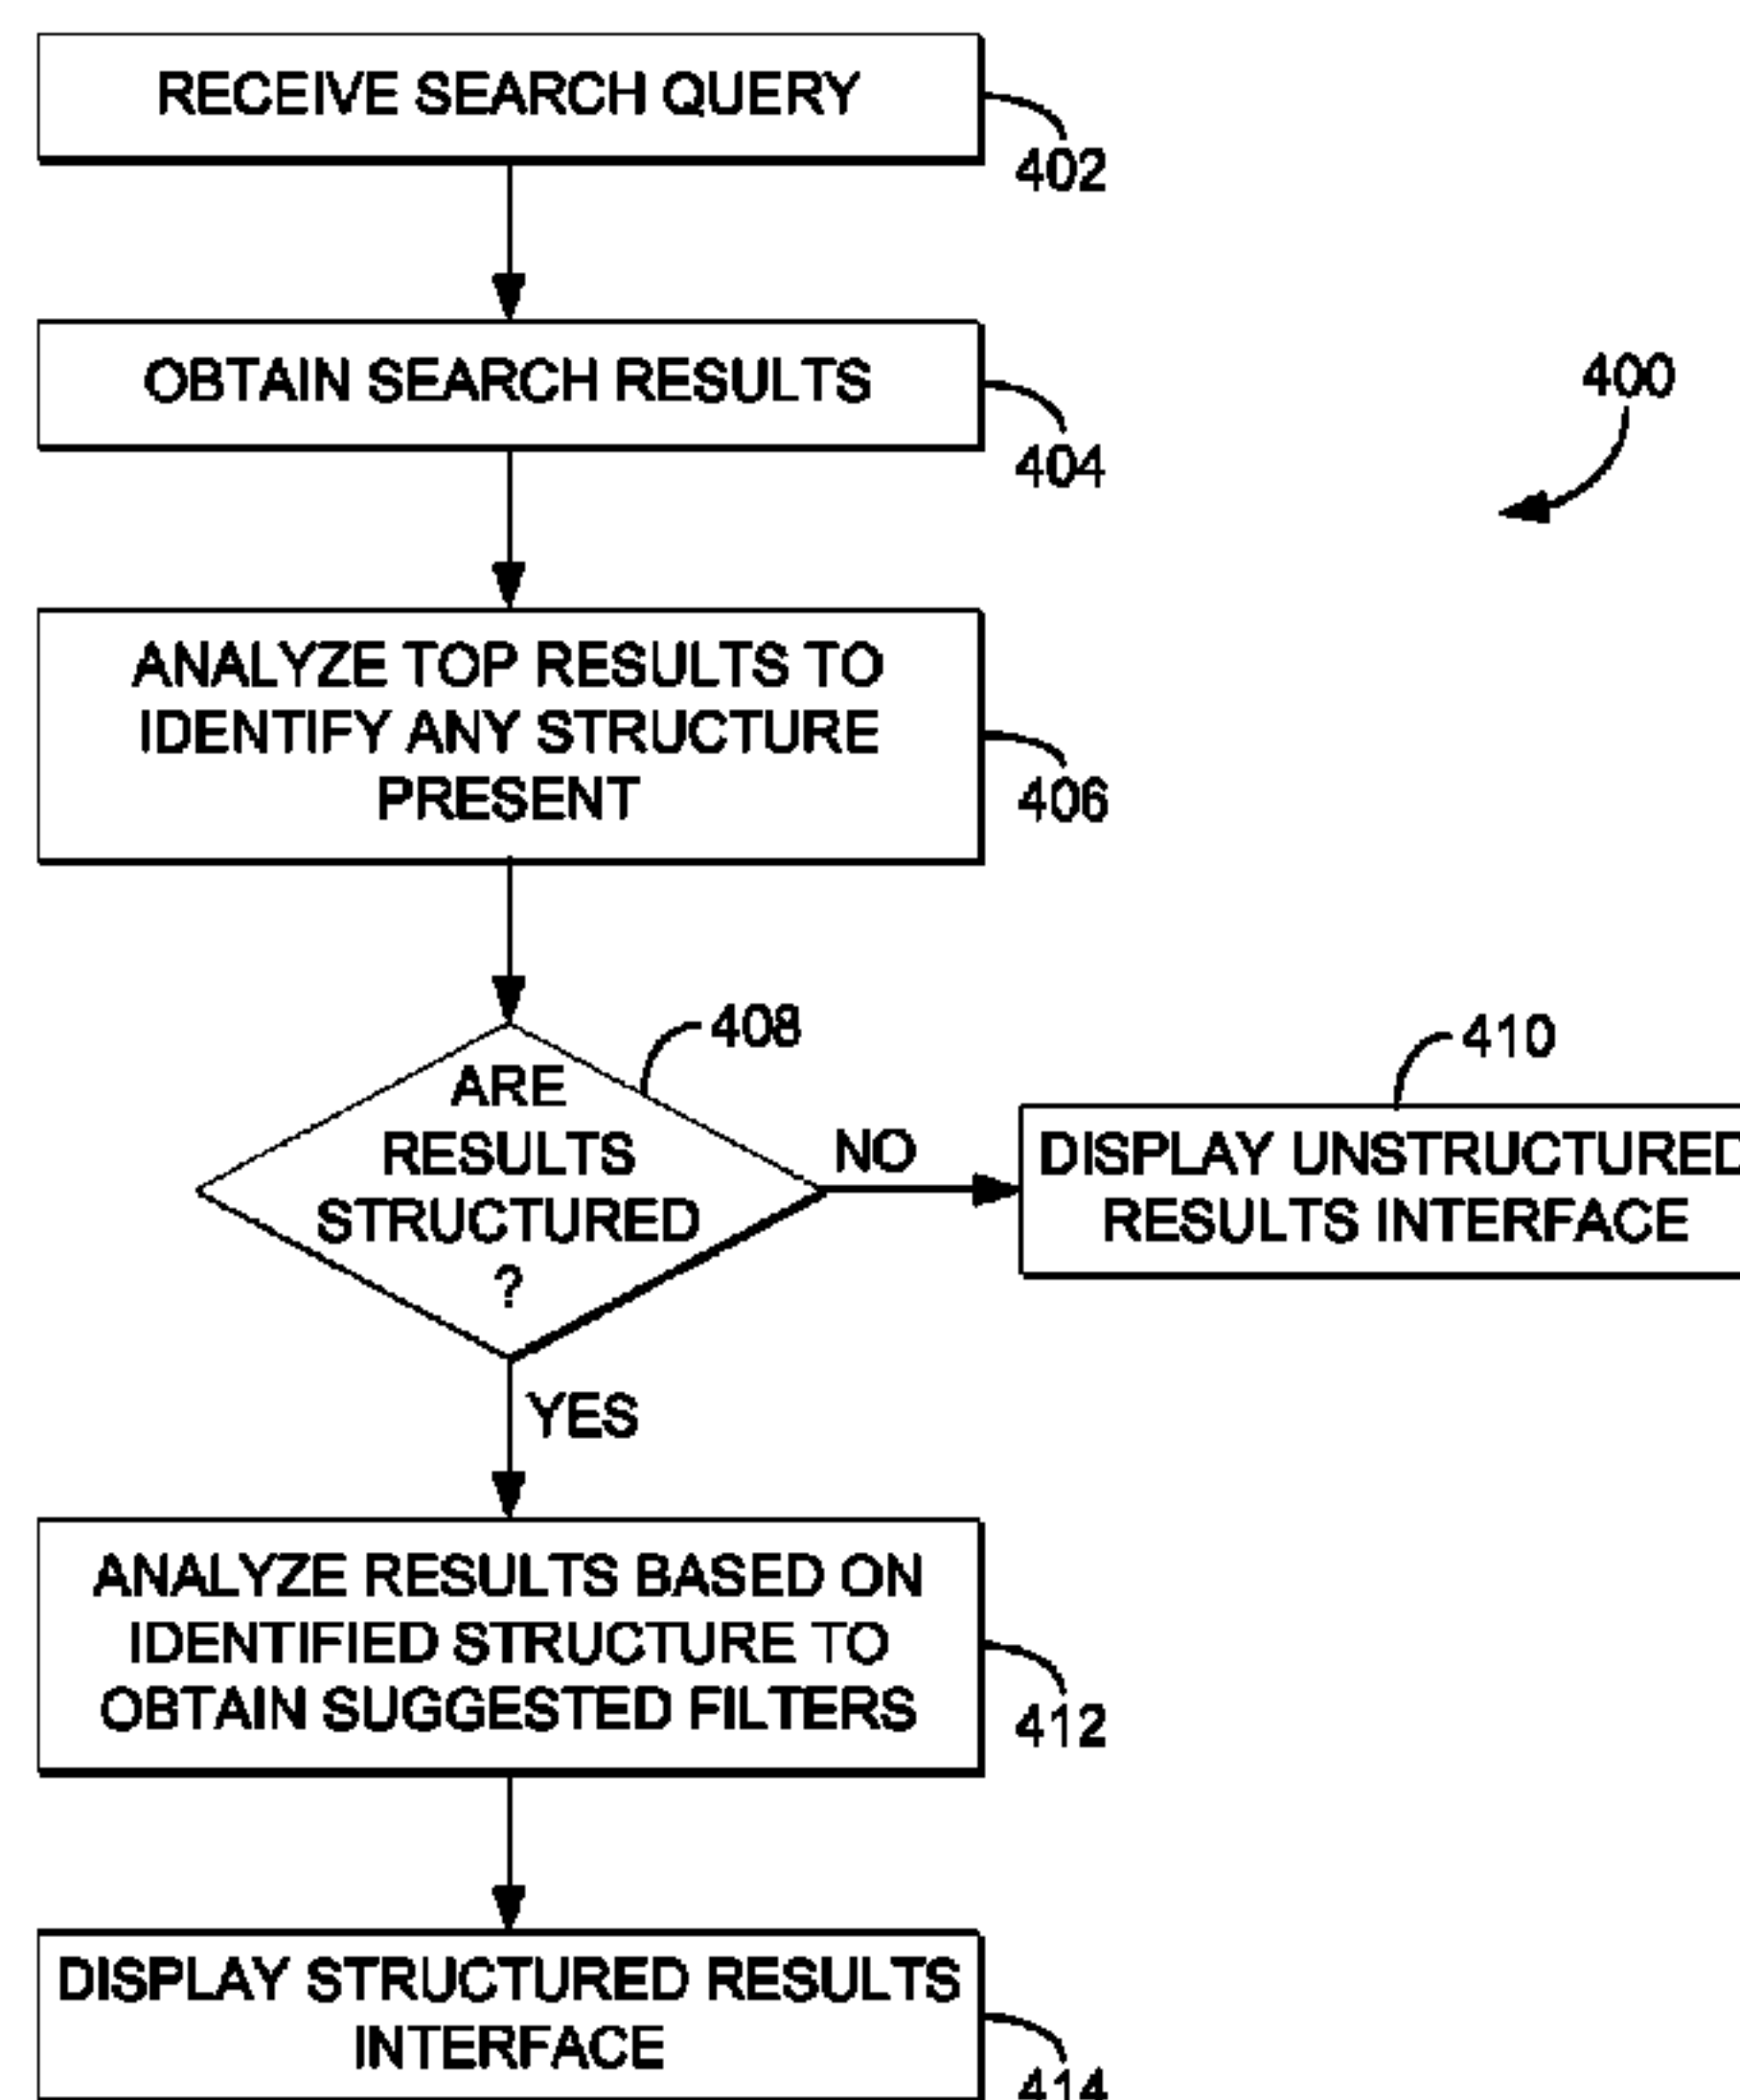 RECEIVE SEARCH QUERY
402
OBTAIN SEARCH RESULTS
404
400
ANALYZE TOP RESULTS TO
IDENTIFY ANY STRUCTURE
PRESENT
406
408
ARE
RESULTS
STRUCTURED
?
NO
410
DISPLAY UNSTRUCTURED
RESULTS INTERFACE
YES
ANALYZE RESULTS BASED ON
IDENTIFIED STRUCTURE TO
OBTAIN SUGGESTED FILTERS
412
DISPLAY STRUCTURED RESULTS
INTERFACE
414